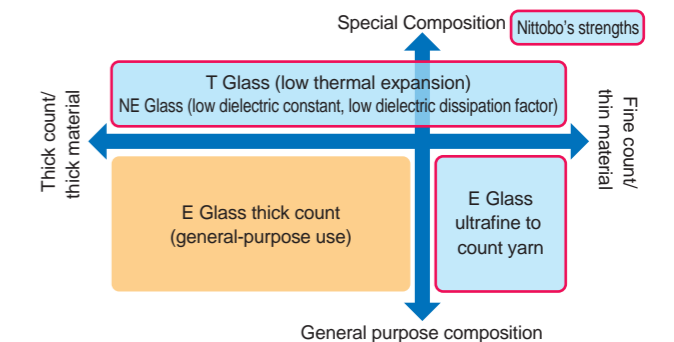 Special Composition
Nittobo's strengths
T Glass (low thermal expansion)
NE Glass (low dielectric constant, low dielectric dissipation factor)
Thick count/
thick material
Fine count/
thin material
E Glass thick count
(general-purpose use)
E Glass
ultrafine to
count yarn
General purpose composition